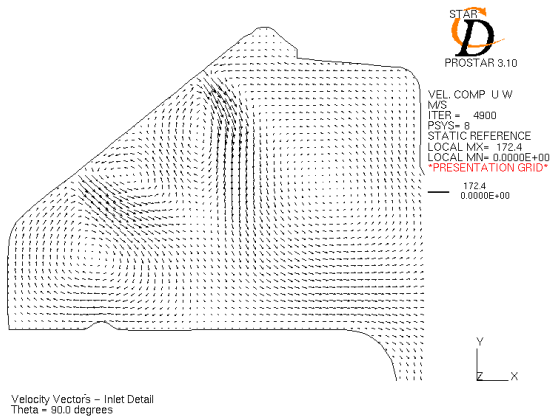 STAR
CD
PROSTAR 3.10
VEL. COMP U W
M/S
ITER = 4900
PSYS= 8
STATIC REFERENCE
LOCAL MX= 172.4
LOCAL MN= 0.0000E+00
*PRESENTATION GRID*
172.4
0.0000E+00
Y
Z X
Velocity Vectors - Inlet Detail
Theta = 90.0 degrees